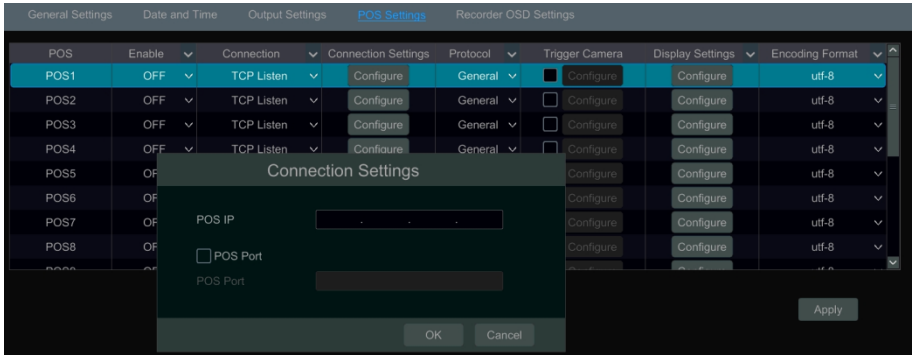 General Settings Date and Time Output Settings POS Settings Recorder OSD Settings
POS Enable Connection Connection Settings Protocol Trigger Camera Display Settings Encoding Format
POS1 OFF TCP Listen Configure General Configure Configure utf-8
POS2 OFF TCP Listen Configure General Configure Configure utf-8
POS3 OFF TCP Listen Configure General Configure Configure utf-8
POS4 OFF TCP Listen Configure General Configure Configure utf-8
POS5 Configure Configure utf-8
POS6 Configure Configure utf-8
POS7 Configure Configure utf-8
POS8 Configure Configure utf-8
Connection Settings
POS IP . . .
POS Port
POS Port
OK Cancel
Apply